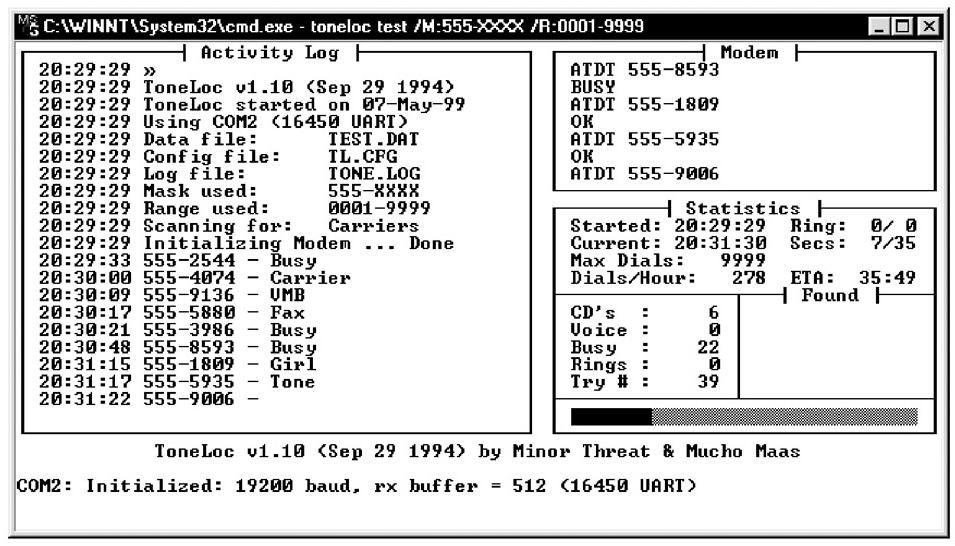 C:\WINNT\System32\cmd.exe - toneloc test /M:555-XXXX /R:0001-9999
Activity Log
20:29:29 »
20:29:29 ToneLoc v1.10 (Sep 29 1994)
20:29:29 ToneLoc started on 07-May-99
20:29:29 Using COM2 (16450 UART)
20:29:29 Data file: TEST.DAT
20:29:29 Config file: TL.CFG
20:29:29 Log file: TONE.LOG
20:29:29 Mask used: 555-XXXX
20:29:29 Range used: 0001-9999
20:29:29 Scanning for: Carriers
20:29:29 Initializing Modem ... Done
20:29:33 555-2544 - Busy
20:30:00 555-4074 - Carrier
20:30:09 555-9136 - VMB
20:30:17 555-5880 - Fax
20:30:21 555-3986 - Busy
20:30:48 555-8593 - Busy
20:31:15 555-1809 - Girl
20:31:17 555-5935 - Tone
20:31:22 555-9006 -
Modem
ATDT 555-8593
BUSY
ATDT 555-1809
OK
ATDT 555-5935
OK
ATDT 555-9006
Statistics
Started: 20:29:29 Ring: 0/ 0
Current: 20:31:30 Secs: 7/35
Max Dials: 9999
Dials/Hour: 278 ETA: 35:49
Found
CD's : 6
Voice : 0
Busy : 22
Rings : 0
Try # : 39
ToneLoc v1.10 (Sep 29 1994) by Minor Threat & Mucho Maas
COM2: Initialized: 19200 baud, rx buffer = 512 (16450 UART)